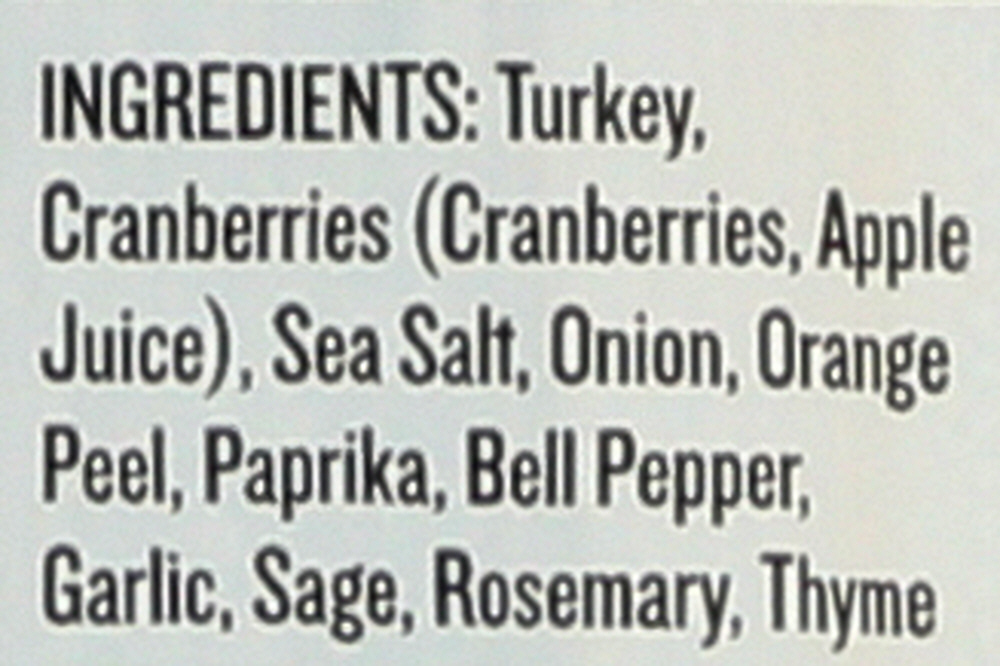 INGREDIENTS: Turkey,
Cranberries (Cranberries, Apple
Juice), Sea Salt, Onion, Orange
Peel, Paprika, Bell Pepper,
Garlic, Sage, Rosemary, Thyme